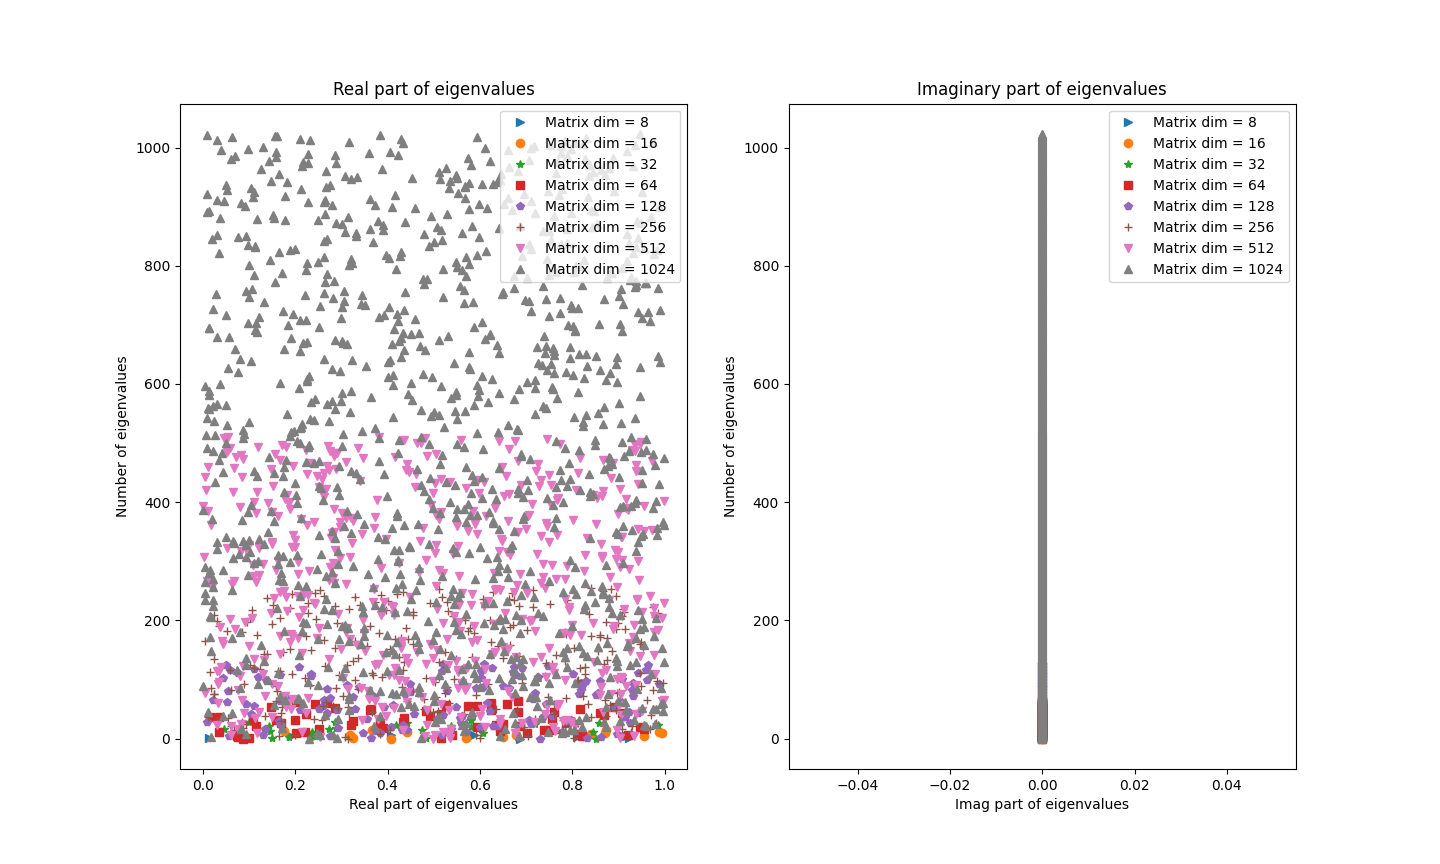 Real part of eigenvalues
Matrix dim = 8
Matrix dim = 16
Matrix dim = 32
Matrix dim = 64
Matrix dim = 128
Matrix dim = 256
Matrix dim = 512
Matrix dim = 1024
Number of eigenvalues
1000
800
600
400
200
0
0.0 0.2 0.4 0.6 0.8 1.0
Real part of eigenvalues
Imaginary part of eigenvalues
Matrix dim = 8
Matrix dim = 16
Matrix dim = 32
Matrix dim = 64
Matrix dim = 128
Matrix dim = 256
Matrix dim = 512
Matrix dim = 1024
Number of eigenvalues
1000
800
600
400
200
0
−0.04 −0.02 0.00 0.02 0.04
Imag part of eigenvalues